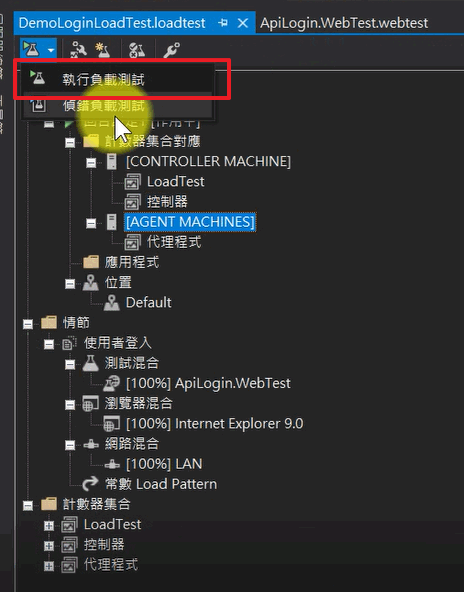 DemoLoginLoadTest.loadtest ApiLogin.WebTest.webtest
執行負載測試
偵錯負載測試
計數器集合對應
[CONTROLLER MACHINE]
LoadTest
控制器
[AGENT MACHINES]
代理程式
應用程式
位置
Default
情節
使用者登入
測試混合
[100%] ApiLogin.WebTest
瀏覽器混合
[100%] Internet Explorer 9.0
網路混合
[100%] LAN
常數 Load Pattern
計數器集合
LoadTest
控制器
代理程式